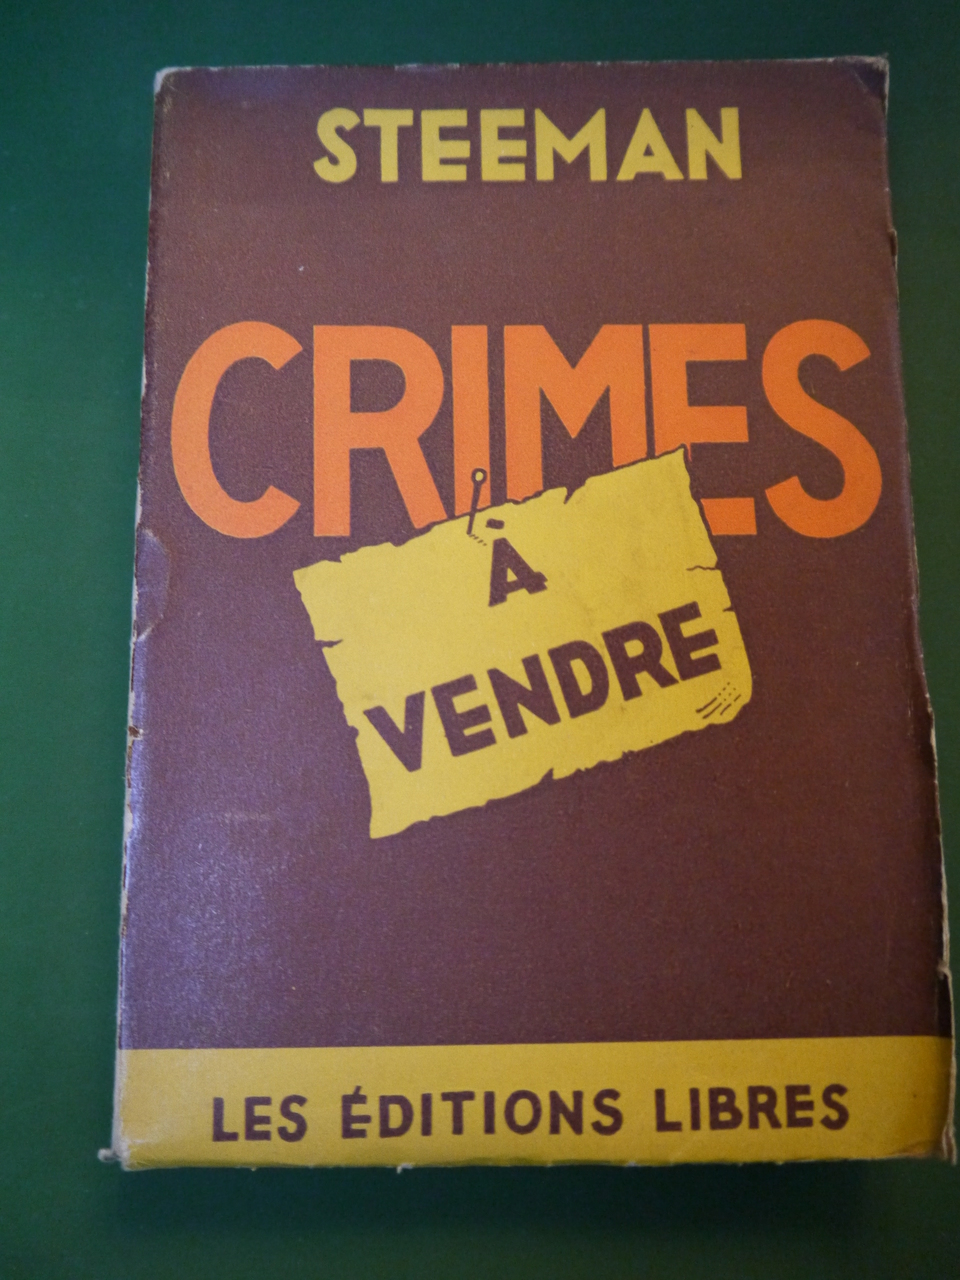 STEEMAN
CRIMES
À
VENDRE
LES ÉDITIONS LIBRES